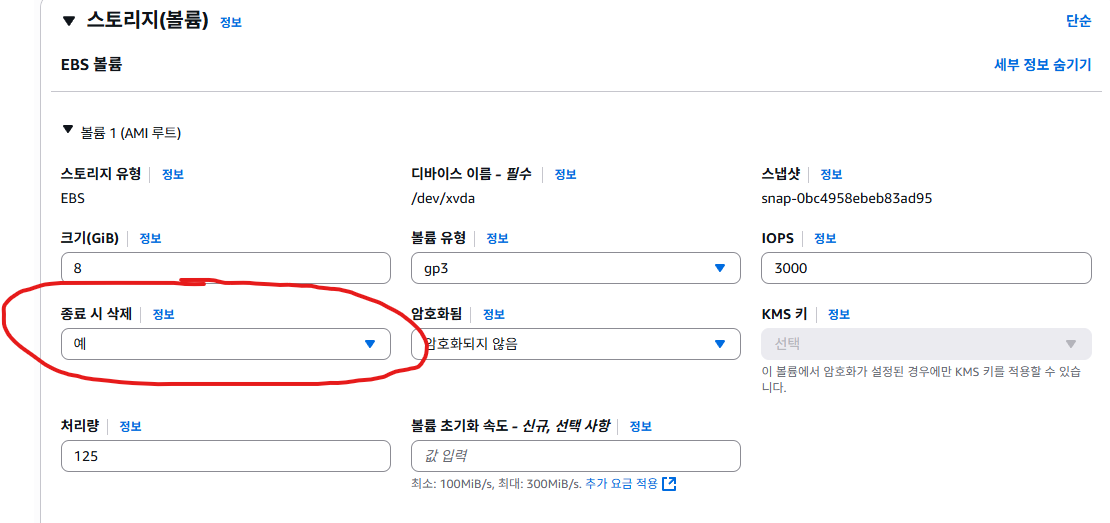 스토리지(볼륨) 정보 단순
EBS 볼륨 세부 정보 숨기기
볼륨 1 (AMI 루트)
스토리지 유형 정보 디바이스 이름 - 필수 정보 스냅샷 정보
EBS /dev/xvda snap-0bc4958ebeb83ad95
크기(GiB) 정보 볼륨 유형 정보 IOPS 정보
8 gp3 3000
종료 시 삭제 정보 암호화됨 정보 KMS 키 정보
예 암호화되지 않음 선택
이 볼륨에서 암호화가 설정된 경우에만 KMS 키를 적용할 수 있습
니다.
처리량 정보 볼륨 초기화 속도 - 신규, 선택 사항 정보
125 값 입력
최소: 100MiB/s, 최대: 300MiB/s. 추가 요금 적용